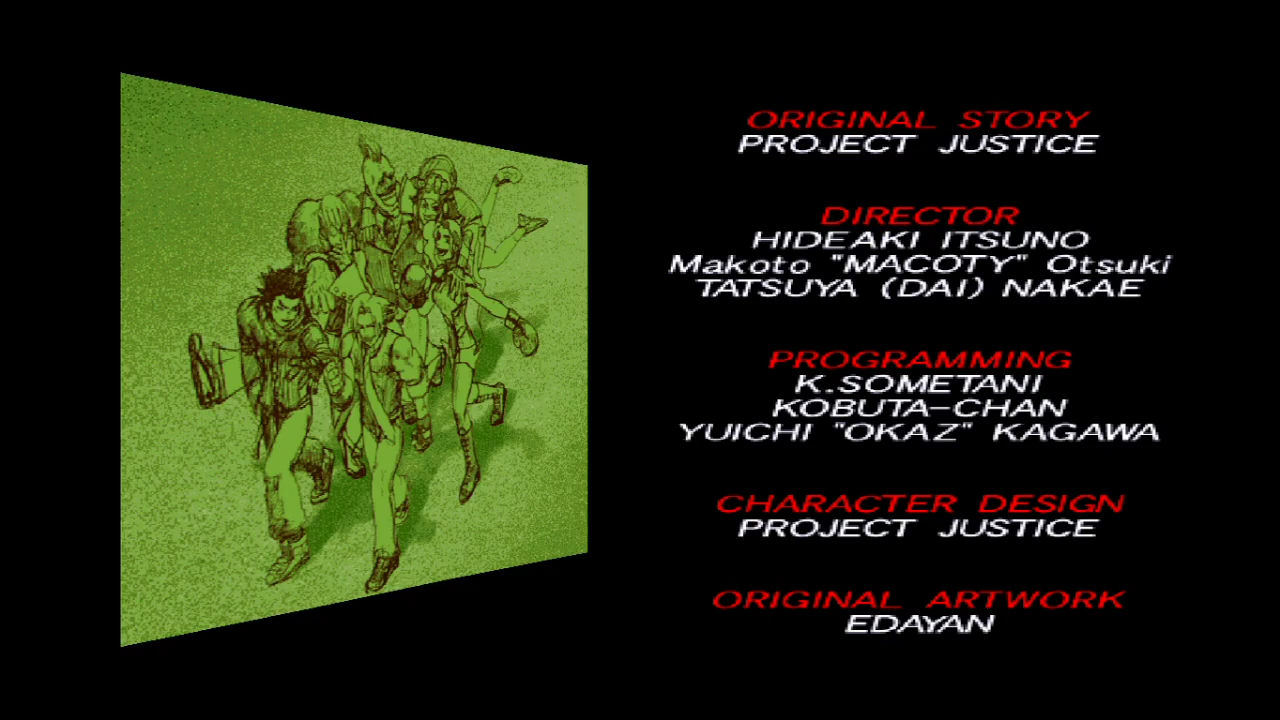 ORIGINAL STORY
PROJECT JUSTICE
DIRECTOR
HIDEAKI ITSUNO
Makoto "MACOTY" Otsuki
TATSUYA (DAI) NAKAE
PROGRAMMING
K.SOMETANI
KOBUTA-CHAN
YUICHI "OKAZ" KAGAWA
CHARACTER DESIGN
PROJECT JUSTICE
ORIGINAL ARTWORK
EDAYAN